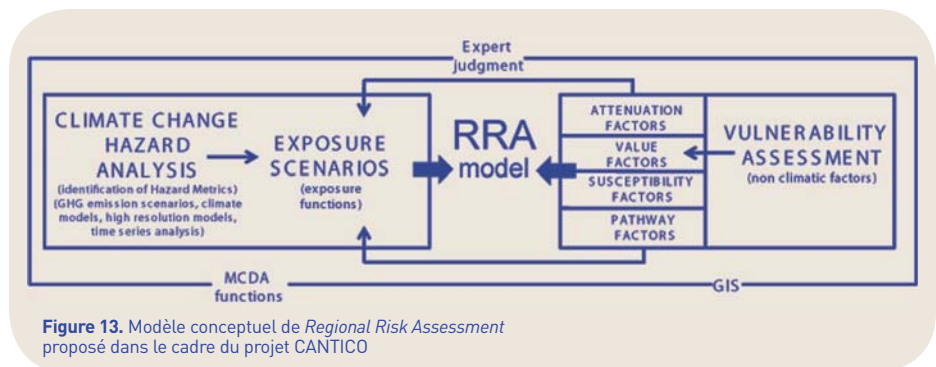 Expert
judgment
CLIMATE CHANGE
HAZARD
ANALYSIS
(identification of Hazard Metrics)
(GHG emission scenarios, climate
models, high resolution models,
time series analysis)
EXPOSURE
SCENARIOS
(exposure
functions)
RRA
model
ATTENUATION
FACTORS
VALUE
FACTORS
SUSCEPTIBILITY
FACTORS
PATHWAY
FACTORS
VULNERABILITY
ASSESSMENT
(non climatic factors)
MCDA
functions
GIS
Figure 13. Modèle conceptuel de Regional Risk Assessment
proposé dans le cadre du projet CANTICO